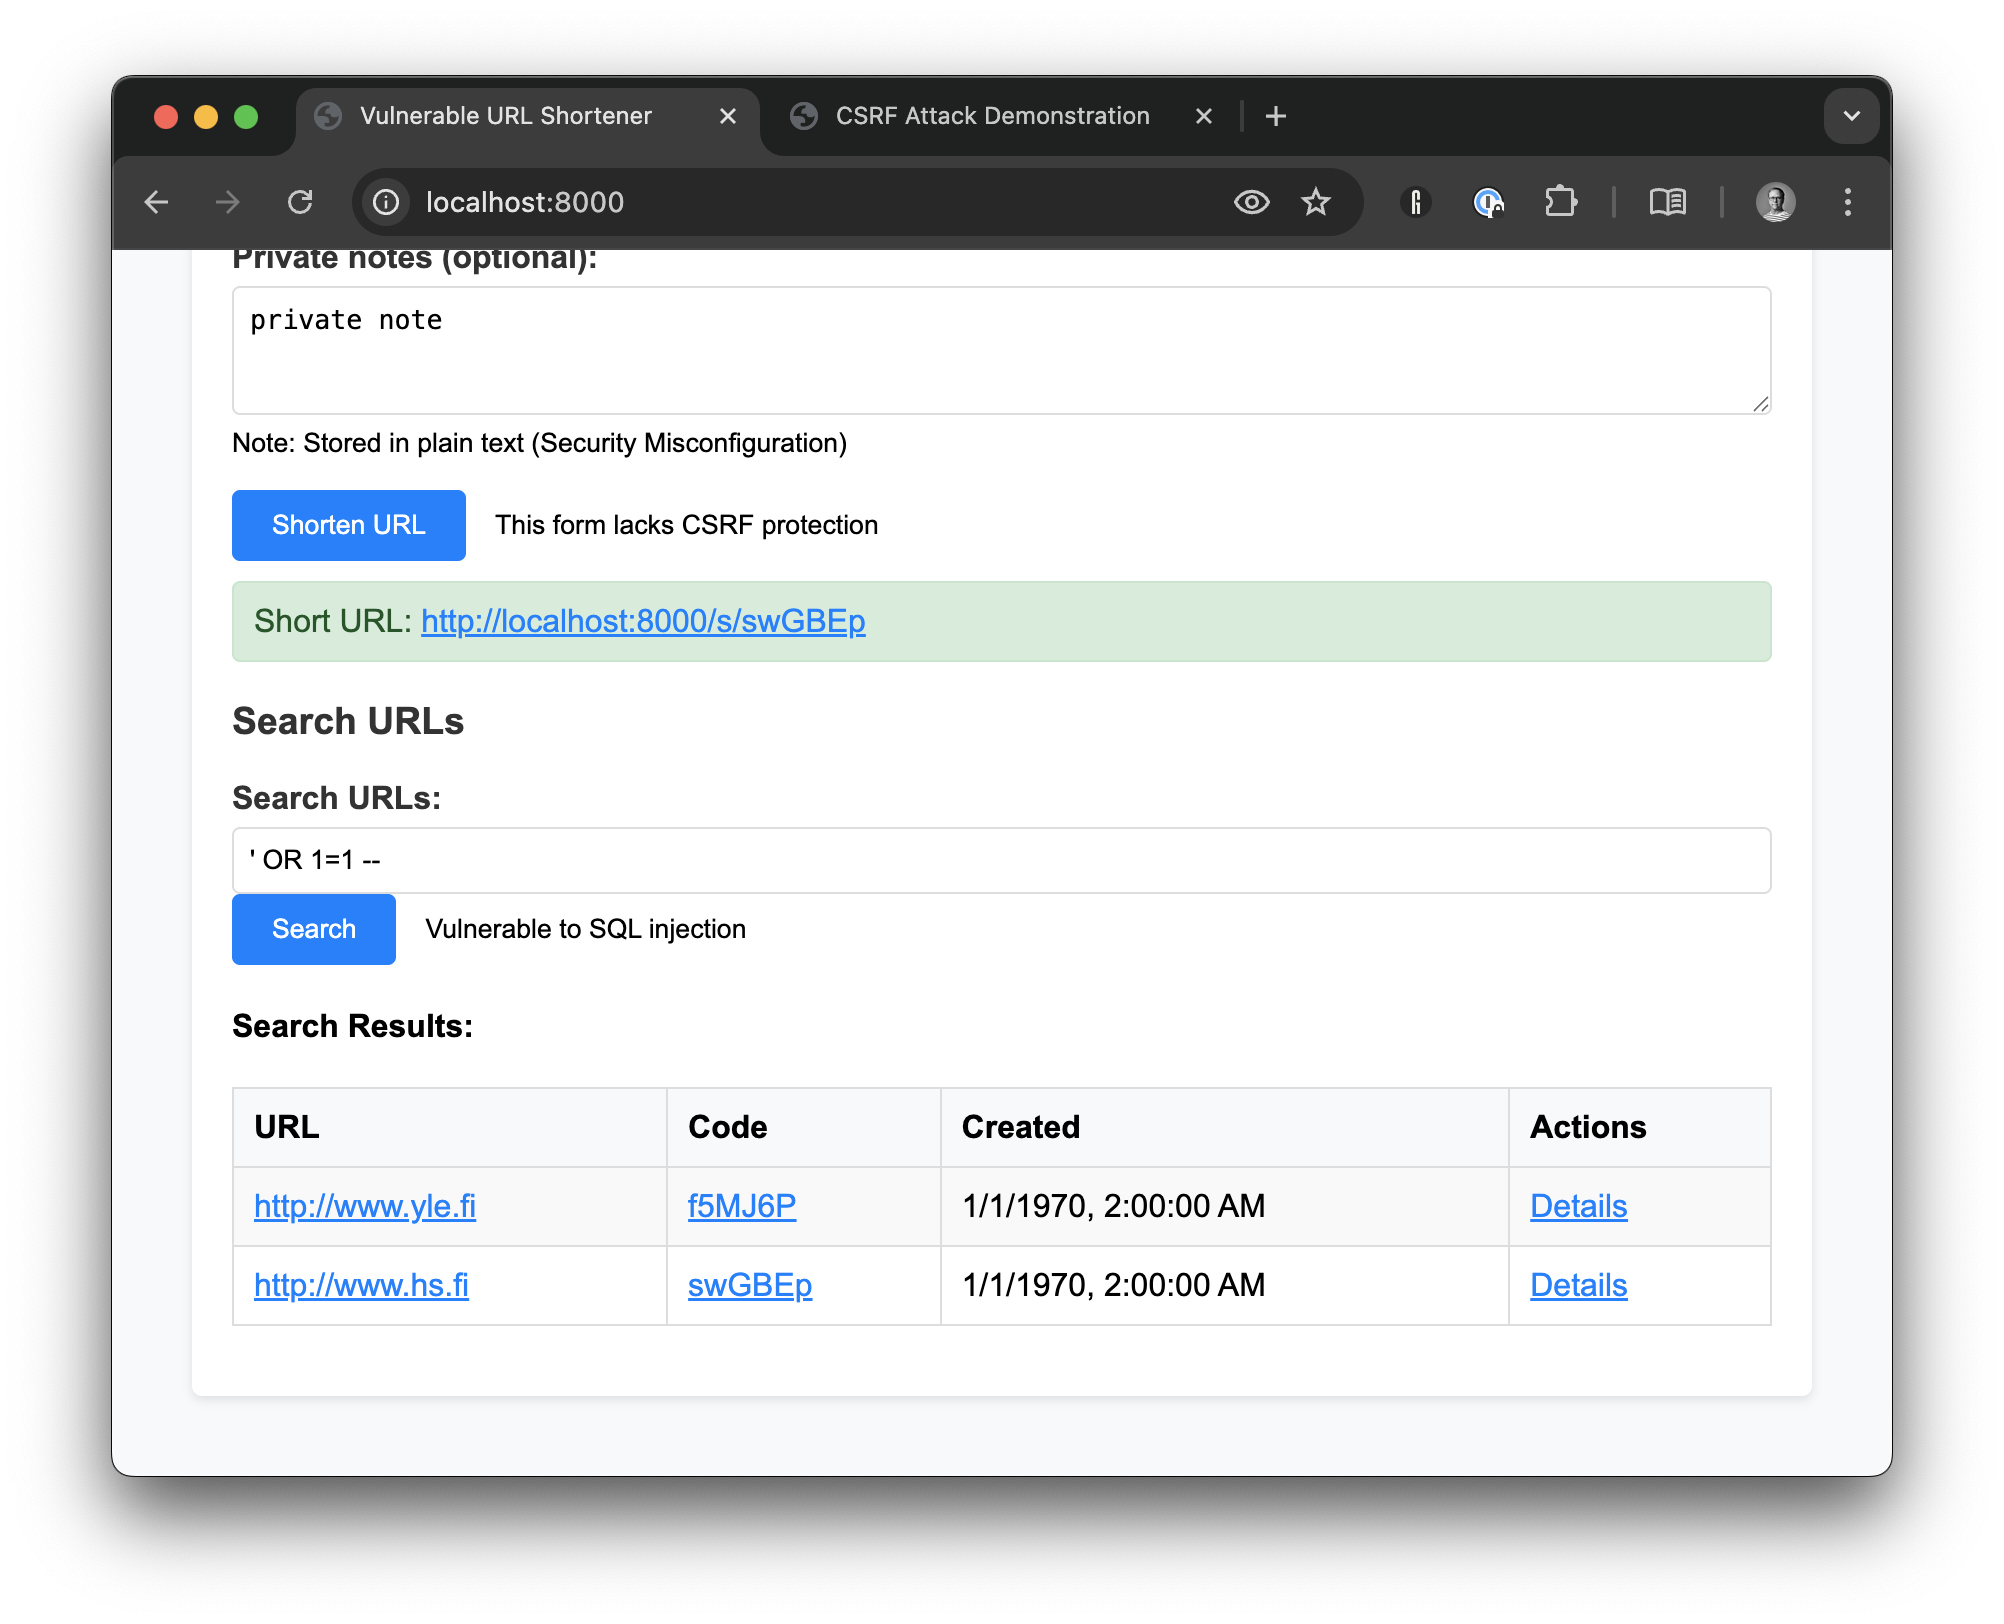 Vulnerable URL Shortener
CSRF Attack Demonstration
localhost:8000
Private notes (optional):
private note
Note: Stored in plain text (Security Misconfiguration)
Shorten URL This form lacks CSRF protection
Short URL: http://localhost:8000/s/swGBEp
Search URLs
Search URLs:
' OR 1=1 --
Search Vulnerable to SQL injection
Search Results:
URL Code Created Actions
http://www.yle.fi f5MJ6P 1/1/1970, 2:00:00 AM Details
http://www.hs.fi swGBEp 1/1/1970, 2:00:00 AM Details